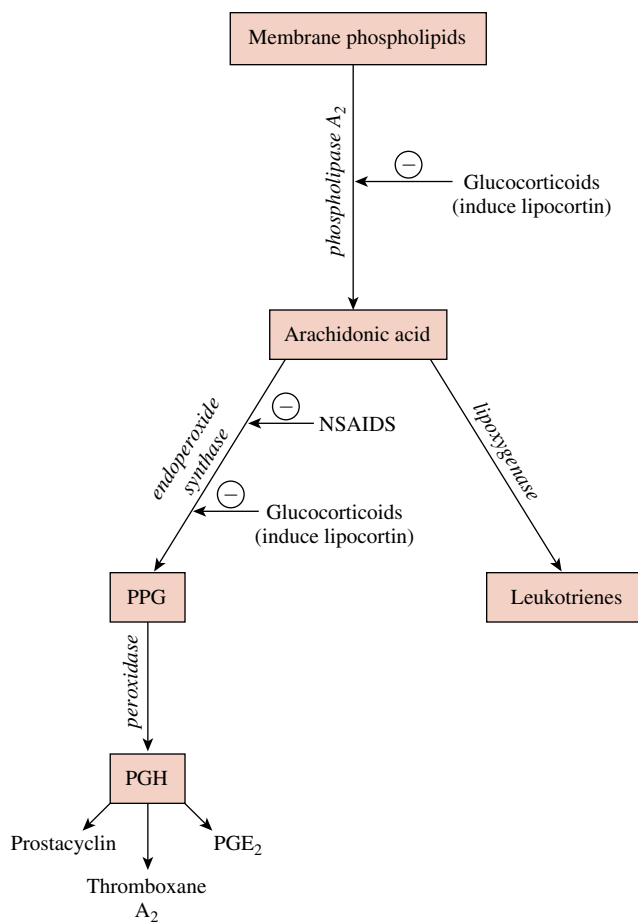 Membrane phospholipids
phospholipase A₂
−
Glucocorticoids
(induce lipocortin)
Arachidonic acid
endoperoxide
synthase
−
NSAIDS
lipoxygenase
−
Glucocorticoids
(induce lipocortin)
PPG
Leukotrienes
peroxidase
PGH
Prostacyclin
PGE₂
Thromboxane
A₂